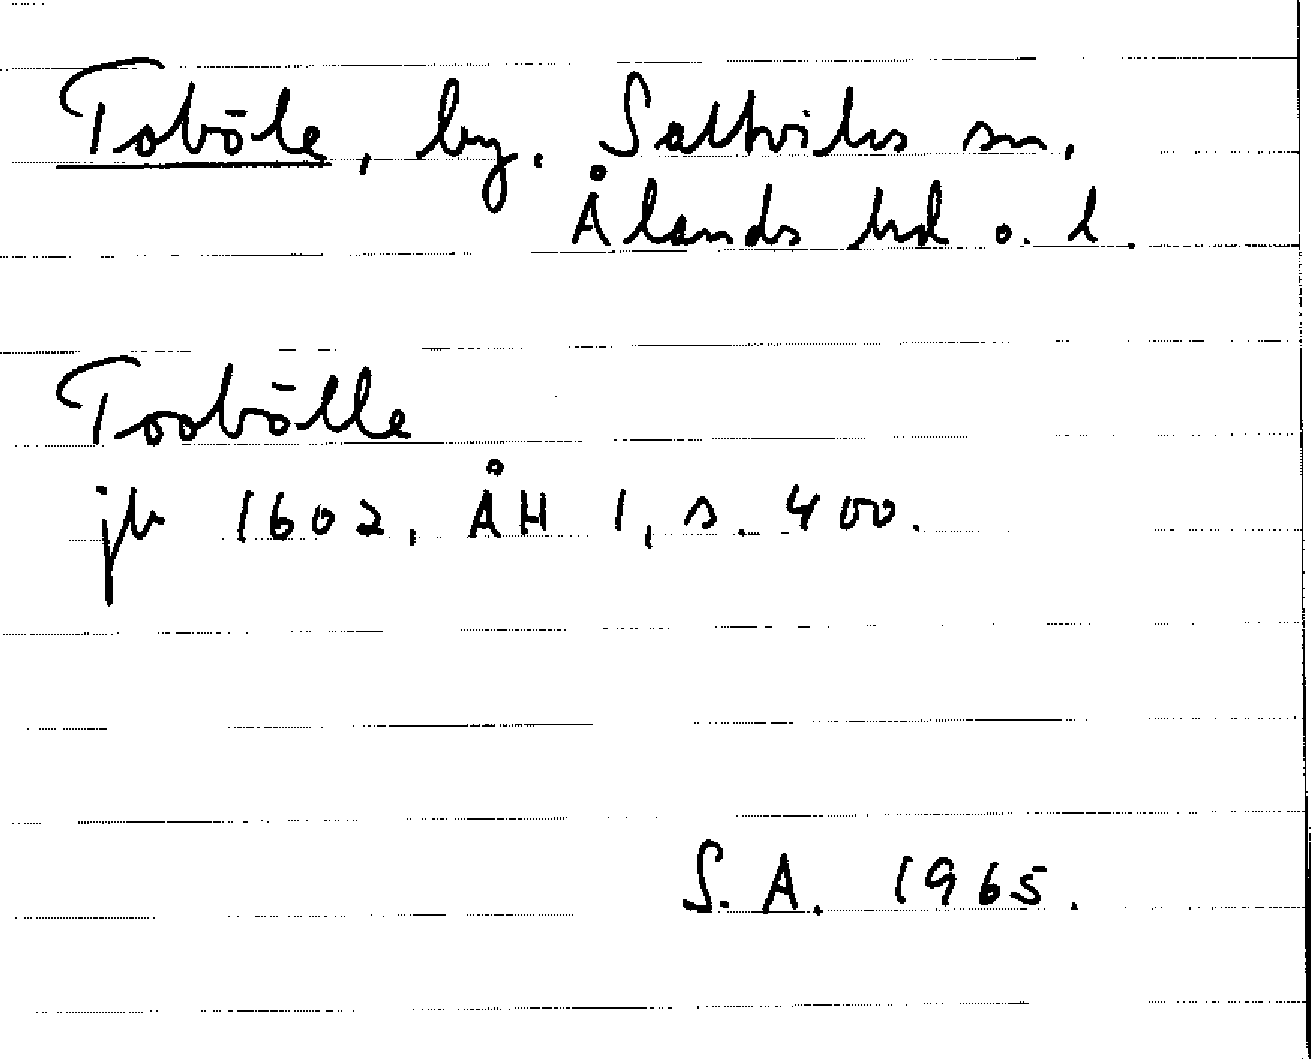 Toböle, by. Saltviks sn.
Ålands hd o. l.
Toobölle
jb 1602, ÅH 1, s. 400.
S. A. 1965.